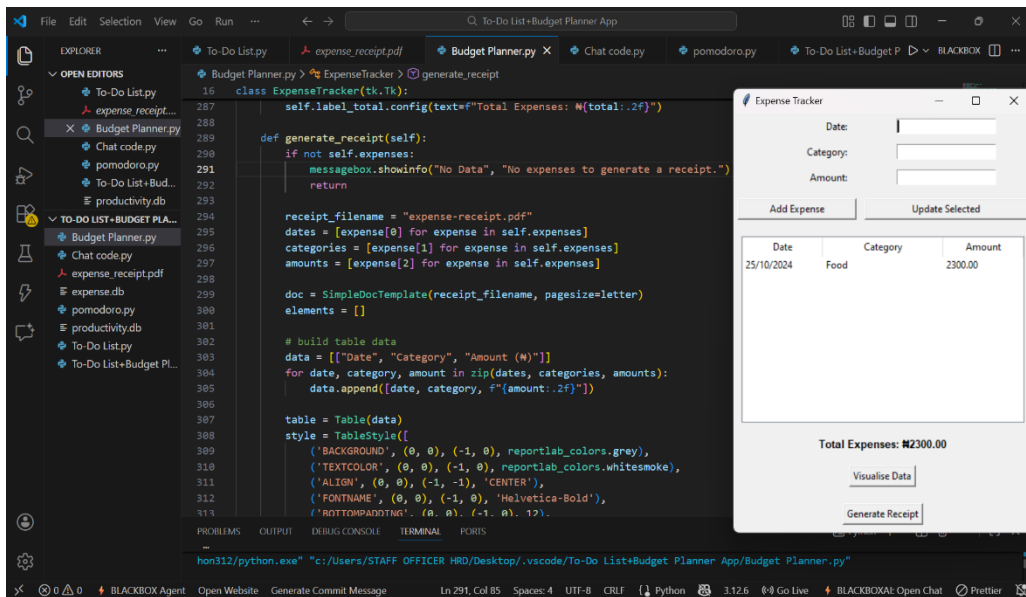 File Edit Selection View Go Run ··· To-Do List+Budget Planner App
EXPLORER ···
OPEN EDITORS
To-Do List.py
expense_receipt....
Budget Planner.py
Chat code.py
pomodoro.py
To-Do List+Bud...
productivity.db
TO-DO LIST+BUDGET PLA...
Budget Planner.py
Chat code.py
expense_receipt.pdf
expense.db
pomodoro.py
productivity.db
To-Do List.py
To-Do List+Budget Pl...
To-Do List.py expense_receipt.pdf Budget Planner.py Chat code.py pomodoro.py To-Do List+Budget P BLACKBOX ···
Budget Planner.py > ExpenseTracker > generate_receipt
16 class ExpenseTracker(tk.Tk):
287 self.label_total.config(text=f"Total Expenses: ₦{total:.2f}")
288
289 def generate_receipt(self):
290 if not self.expenses:
291 messagebox.showinfo("No Data", "No expenses to generate a receipt.")
292 return
293
294 receipt_filename = "expense-receipt.pdf"
295 dates = [expense[0] for expense in self.expenses]
296 categories = [expense[1] for expense in self.expenses]
297 amounts = [expense[2] for expense in self.expenses]
298
299 doc = SimpleDocTemplate(receipt_filename, pagesize=letter)
300 elements = []
301
302 # build table data
303 data = [["Date", "Category", "Amount (₦)"]]
304 for date, category, amount in zip(dates, categories, amounts):
305 data.append([date, category, f"{amount:.2f}"])
306
307 table = Table(data)
308 style = TableStyle([
309 ('BACKGROUND', (0, 0), (-1, 0), reportlab_colors.grey),
310 ('TEXTCOLOR', (0, 0), (-1, 0), reportlab_colors.whitesmoke),
311 ('ALIGN', (0, 0), (-1, -1), 'CENTER'),
312 ('FONTNAME', (0, 0), (-1, 0), 'Helvetica-Bold'),
313 ('BOTTOMPADDING', (0, 0), (-1, 0), 12),
Expense Tracker
Date:
Category:
Amount:
Add Expense Update Selected
Date Category Amount
25/10/2024 Food 2300.00
Total Expenses: ₦2300.00
Visualise Data
Generate Receipt
PROBLEMS OUTPUT DEBUG CONSOLE TERMINAL PORTS
hon312/python.exe" "c:/Users/STAFF OFFICER HRD/Desktop/.vscode/To-Do List+Budget Planner App/Budget Planner.py"
0 0 BLACKBOX Agent Open Website Generate Commit Message Ln 291, Col 85 Spaces: 4 UTF-8 CRLF Python 3.12.6 Go Live BLACKBOXAI: Open Chat Prettier